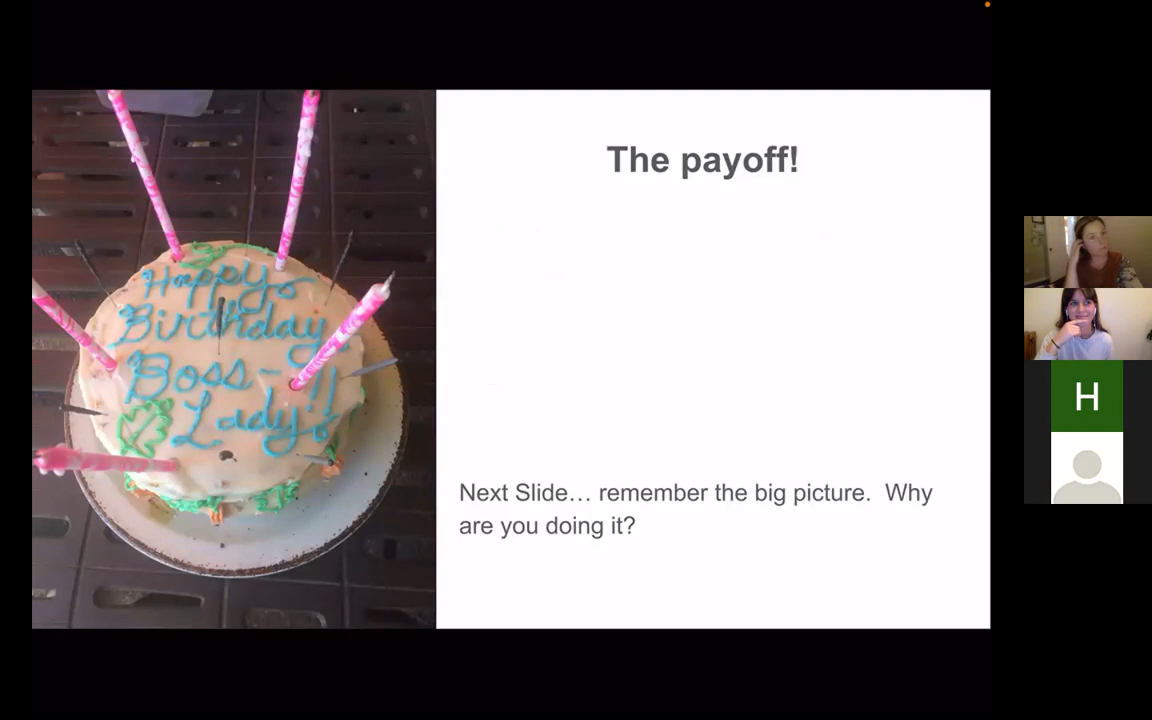 The payoff!
Happy
Birthday
Boss-
Lady!!
Next Slide… remember the big picture.  Why
are you doing it?
H